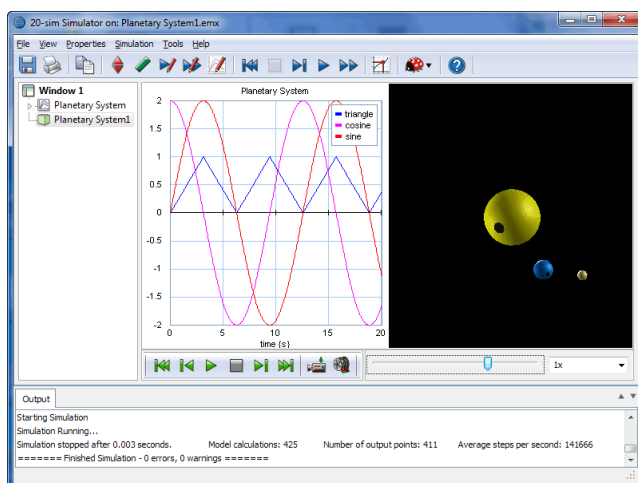 20-sim Simulator on: Planetary System1.emx
File View Properties Simulation Tools Help
Window 1
Planetary System
Planetary System1
Planetary System
triangle
cosine
sine
2
1.5
1
0.5
0
-0.5
-1
-1.5
-2
0 5 10 15 20
time {s}
1x
Output
Starting Simulation
Simulation Running...
Simulation stopped after 0.003 seconds. Model calculations: 425 Number of output points: 411 Average steps per second: 141666
======= Finished Simulation - 0 errors, 0 warnings =======